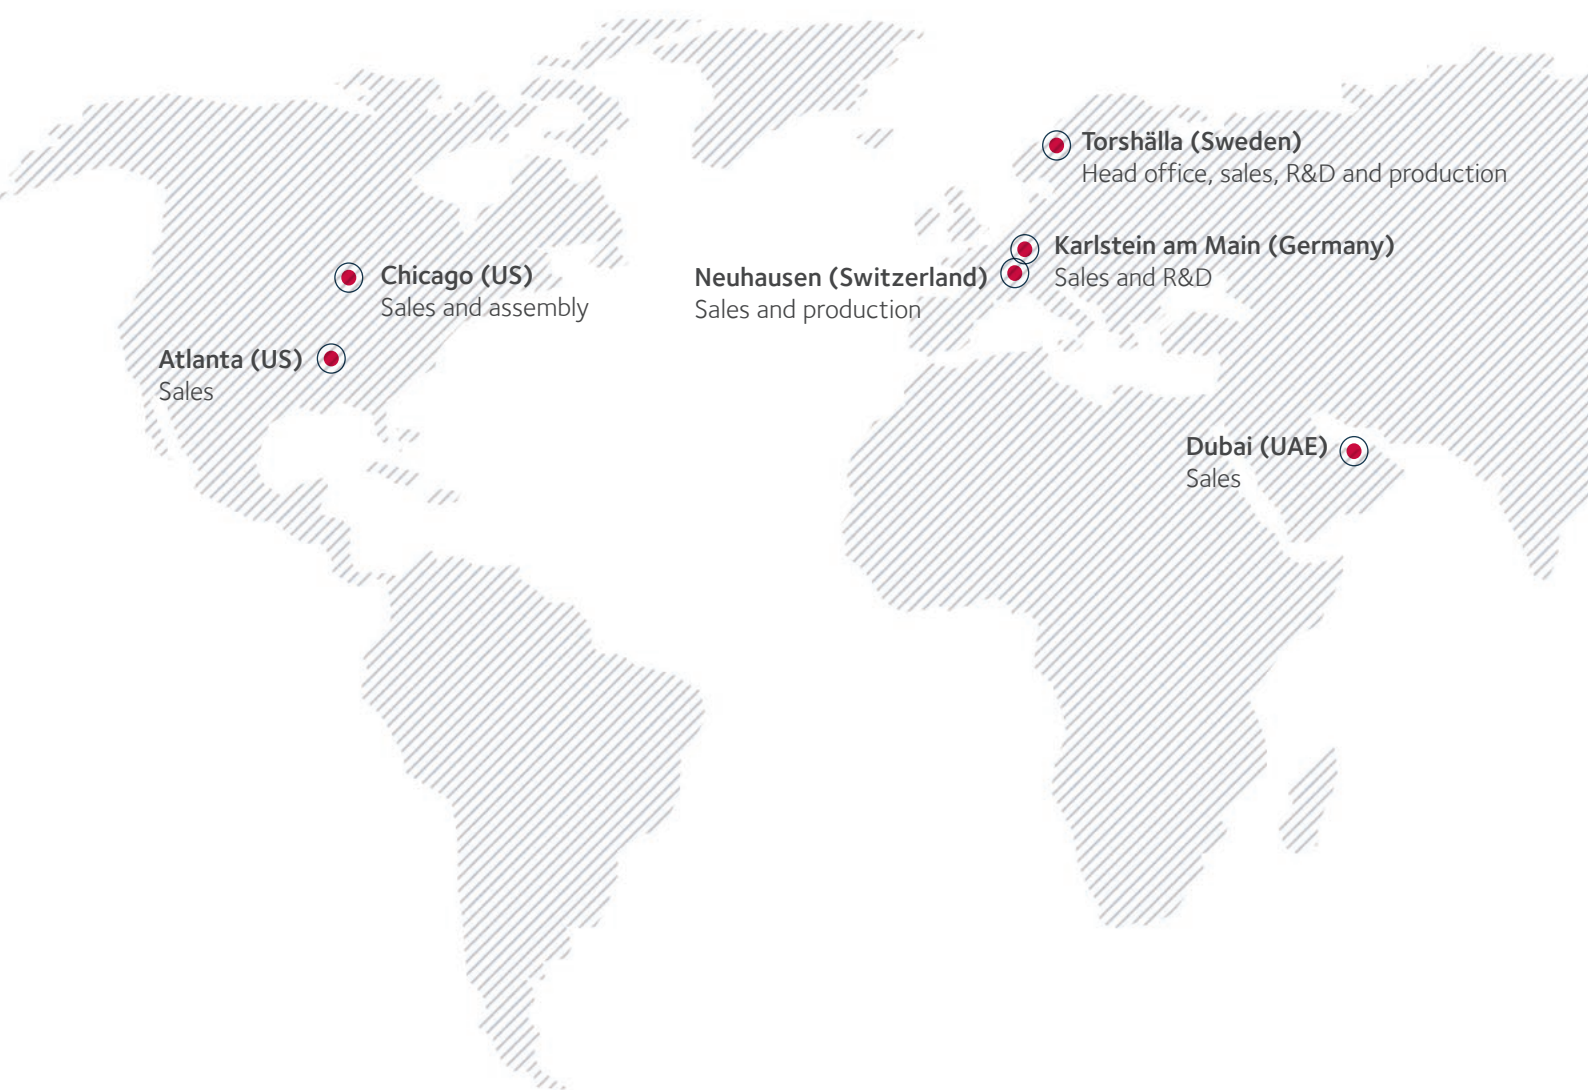 Torshälla (Sweden)
Head office, sales, R&D and production
Karlstein am Main (Germany)
Sales and R&D
Neuhausen (Switzerland)
Sales and production
Chicago (US)
Sales and assembly
Atlanta (US)
Sales
Dubai (UAE)
Sales